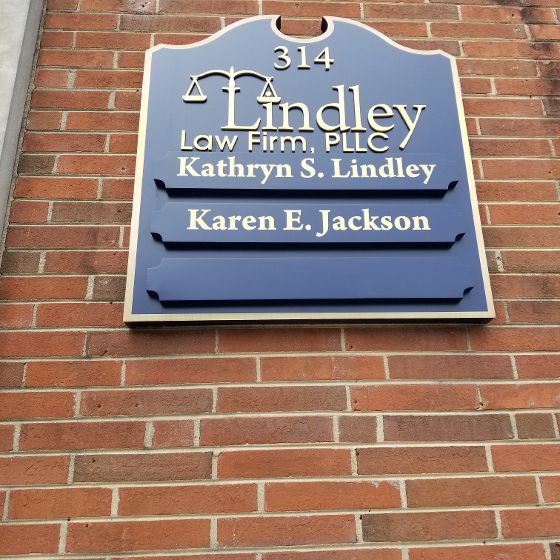 314
Lindley
Law Firm, PLLC
Kathryn S. Lindley
Karen E. Jackson